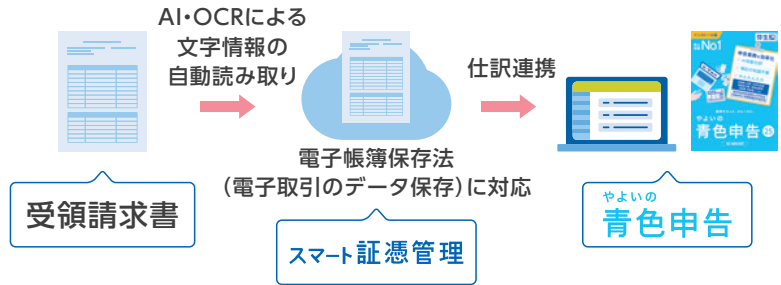 AI・OCRによる
文字情報の
自動読み取り
仕訳連携
電子帳簿保存法
(電子取引のデータ保存)に対応
受領請求書
スマート証憑管理
やよいの
青色申告
弥生
No1
やよいの
青色申告